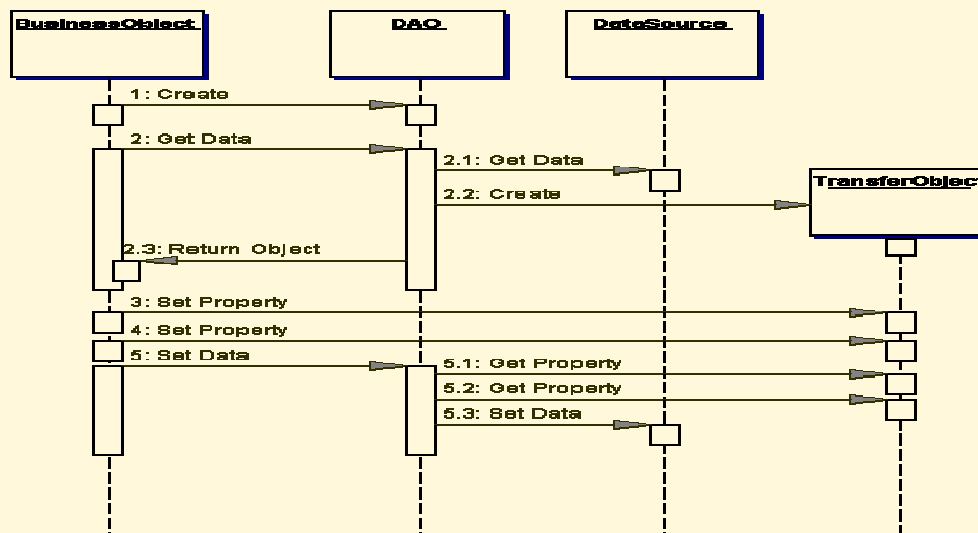 BusinessObject
DAO
DataSource
1: Create
2: Get Data
2.1: Get Data
TransferObject
2.2: Create
2.3: Return Object
3: Set Property
4: Set Property
5: Set Data
5.1: Get Property
5.2: Get Property
5.3: Set Data